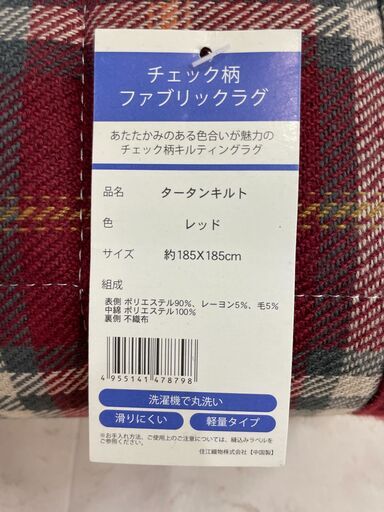 チェック柄
ファブリックラグ
あたたかみのある色合いが魅力の
チェック柄キルティングラグ
品名 タータンキルト
色 レッド
サイズ 約185X185cm
組成
表側 ポリエステル90%、レーヨン5%、毛5%
中綿 ポリエステル100%
裏側 不織布
4 955141 478798
洗濯機で丸洗い
滑りにくい 軽量タイプ
※お手入れ方法、ご使用上のご注意については、縫込みラベルを
ご参照ください。
住江織物株式会社【中国製】